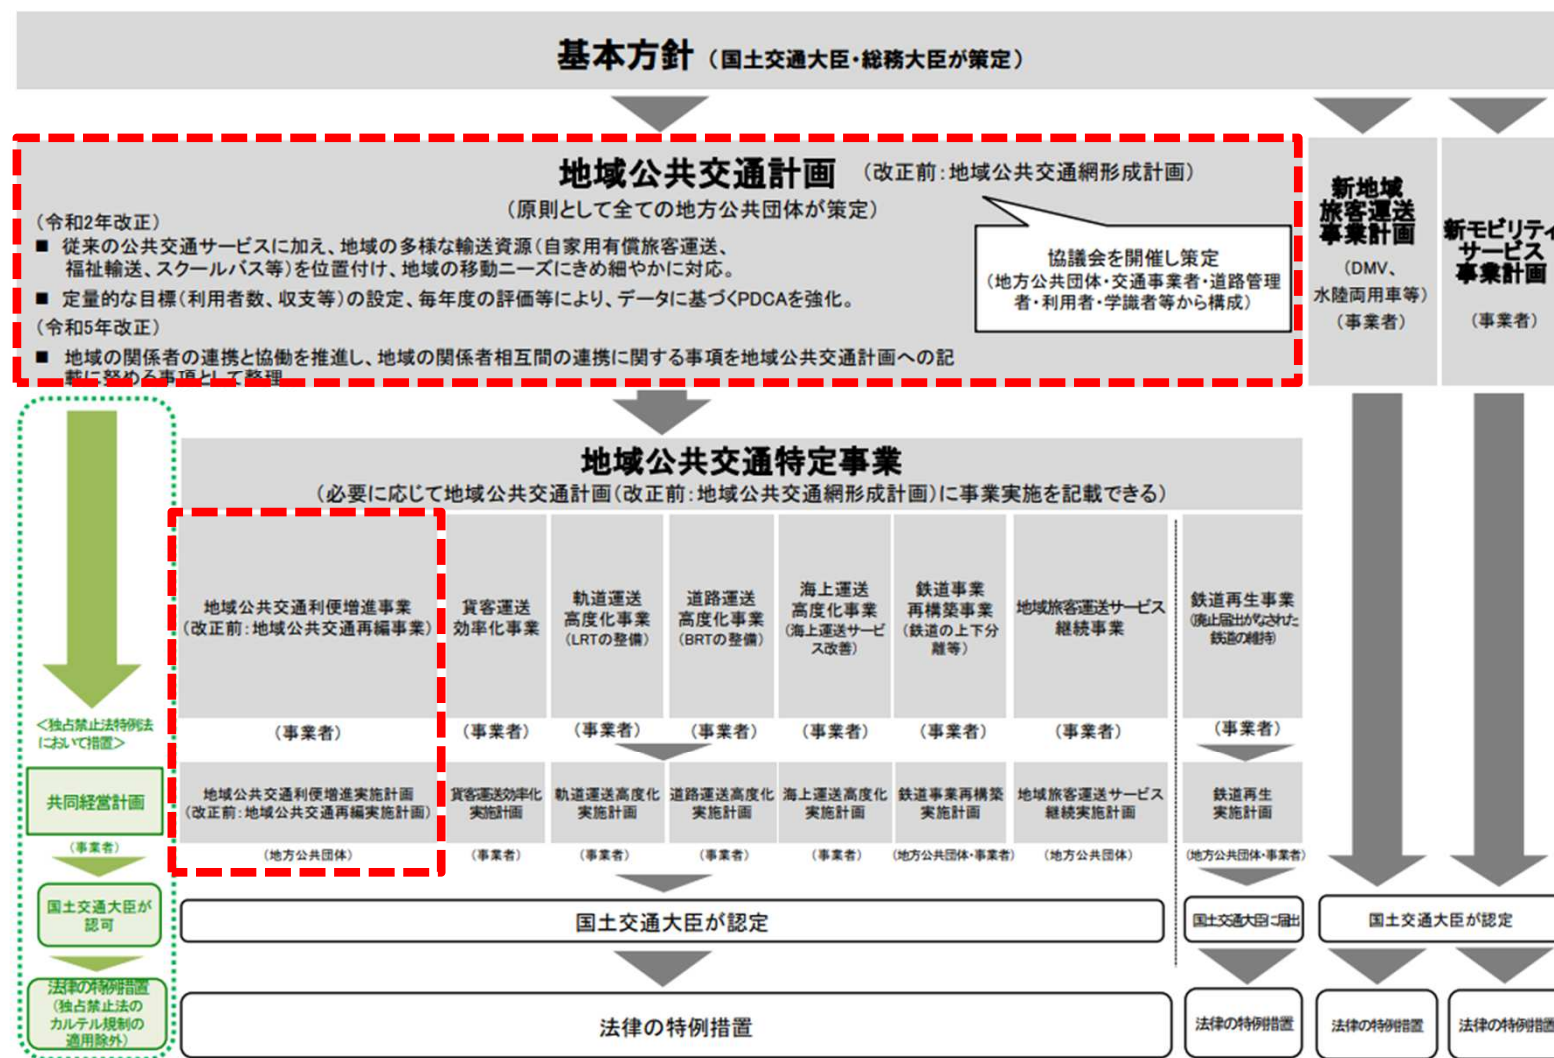 基本方針（国土交通大臣・総務大臣が策定）
地域公共交通計画 （改正前：地域公共交通網形成計画）
（原則として全ての地方公共団体が策定）
（令和2年改正）
■ 従来の公共交通サービスに加え、地域の多様な輸送資源（自家用有償旅客運送、
福祉輸送、スクールバス等）を位置付け、地域の移動ニーズにきめ細やかに対応。
■ 定量的な目標（利用者数、収支等）の設定、毎年度の評価等により、データに基づくPDCAを強化。
（令和5年改正）
■ 地域の関係者の連携と協働を推進し、地域の関係者相互間の連携に関する事項を地域公共交通計画への記
載に努める事項として整理
協議会を開催し策定
（地方公共団体・交通事業者・道路管理
者・利用者・学識者等から構成）
新地域
旅客運送
事業計画
（DMV、
水陸両用車等）
（事業者）
新モビリティ
サービス
事業計画
（事業者）
地域公共交通特定事業
（必要に応じて地域公共交通計画（改正前：地域公共交通網形成計画）に事業実施を記載できる）
地域公共交通利便増進事業
（改正前：地域公共交通再編事業）
（事業者）
貨客運送
効率化事業
（事業者）
軌道運送
高度化事業
（LRTの整備）
（事業者）
道路運送
高度化事業
（BRTの整備）
（事業者）
海上運送
高度化事業
（海上運送サービ
ス改善）
（事業者）
鉄道事業
再構築事業
（鉄道の上下分
離等）
（事業者）
地域旅客運送サービス
継続事業
（事業者）
鉄道再生事業
（廃止届出がなされた
鉄道の維持）
（事業者）
＜独占禁止法特例法
において措置＞
共同経営計画
（事業者）
国土交通大臣が
認可
法律の特例措置
（独占禁止法の
カルテル規制の
適用除外）
地域公共交通利便増進実施計画
（改正前：地域公共交通再編実施計画）
（地方公共団体）
貨客運送効率化
実施計画
（事業者）
軌道運送高度化
実施計画
（事業者）
道路運送高度化
実施計画
（事業者）
海上運送高度化
実施計画
（事業者）
鉄道事業再構築
実施計画
（地方公共団体・事業者）
地域旅客運送サービス
継続実施計画
（地方公共団体）
鉄道再生
実施計画
（地方公共団体・事業者）
国土交通大臣が認定
国土交通大臣に届出
国土交通大臣が認定
法律の特例措置
法律の特例措置
法律の特例措置
法律の特例措置